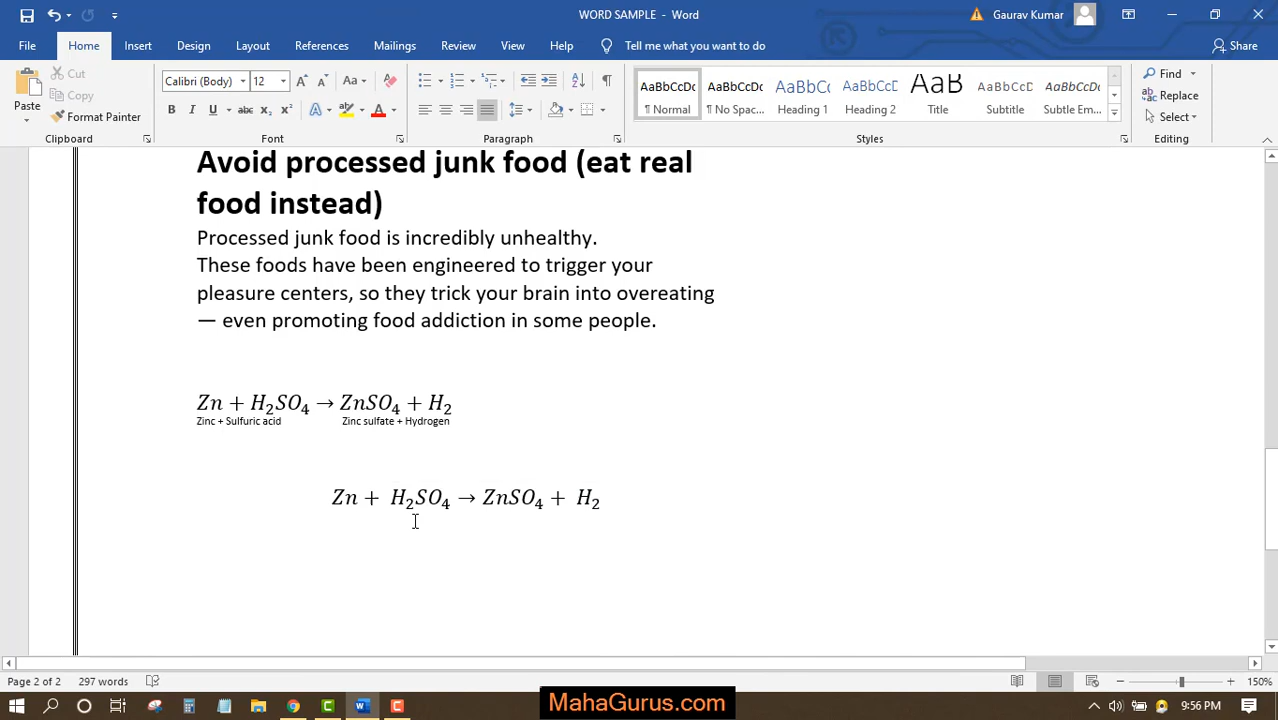 WORD SAMPLE - Word
Gaurav Kumar
File Home Insert Design Layout References Mailings Review View Help Tell me what you want to do Share
Paste
Cut
Copy
Format Painter
Clipboard
Calibri (Body) 12
Aa
B I U abc x₂ x² A A
Font
Paragraph
AaBbCcDc AaBbCcDc AaBbCc AaBbCcD AaB AaBbCcD AaBbCcDc
¶ Normal ¶ No Spac... Heading 1 Heading 2 Title Subtitle Subtle Em...
Styles
Find
Replace
Select
Editing
Avoid processed junk food (eat real
food instead)
Processed junk food is incredibly unhealthy.
These foods have been engineered to trigger your
pleasure centers, so they trick your brain into overeating
— even promoting food addiction in some people.
Zn + H₂SO₄ → ZnSO₄ + H₂
Zinc + Sulfuric acid Zinc sulfate + Hydrogen
Zn + H₂SO₄ → ZnSO₄ + H₂
Page 2 of 2 297 words 150%
MahaGurus.com
9:56 PM